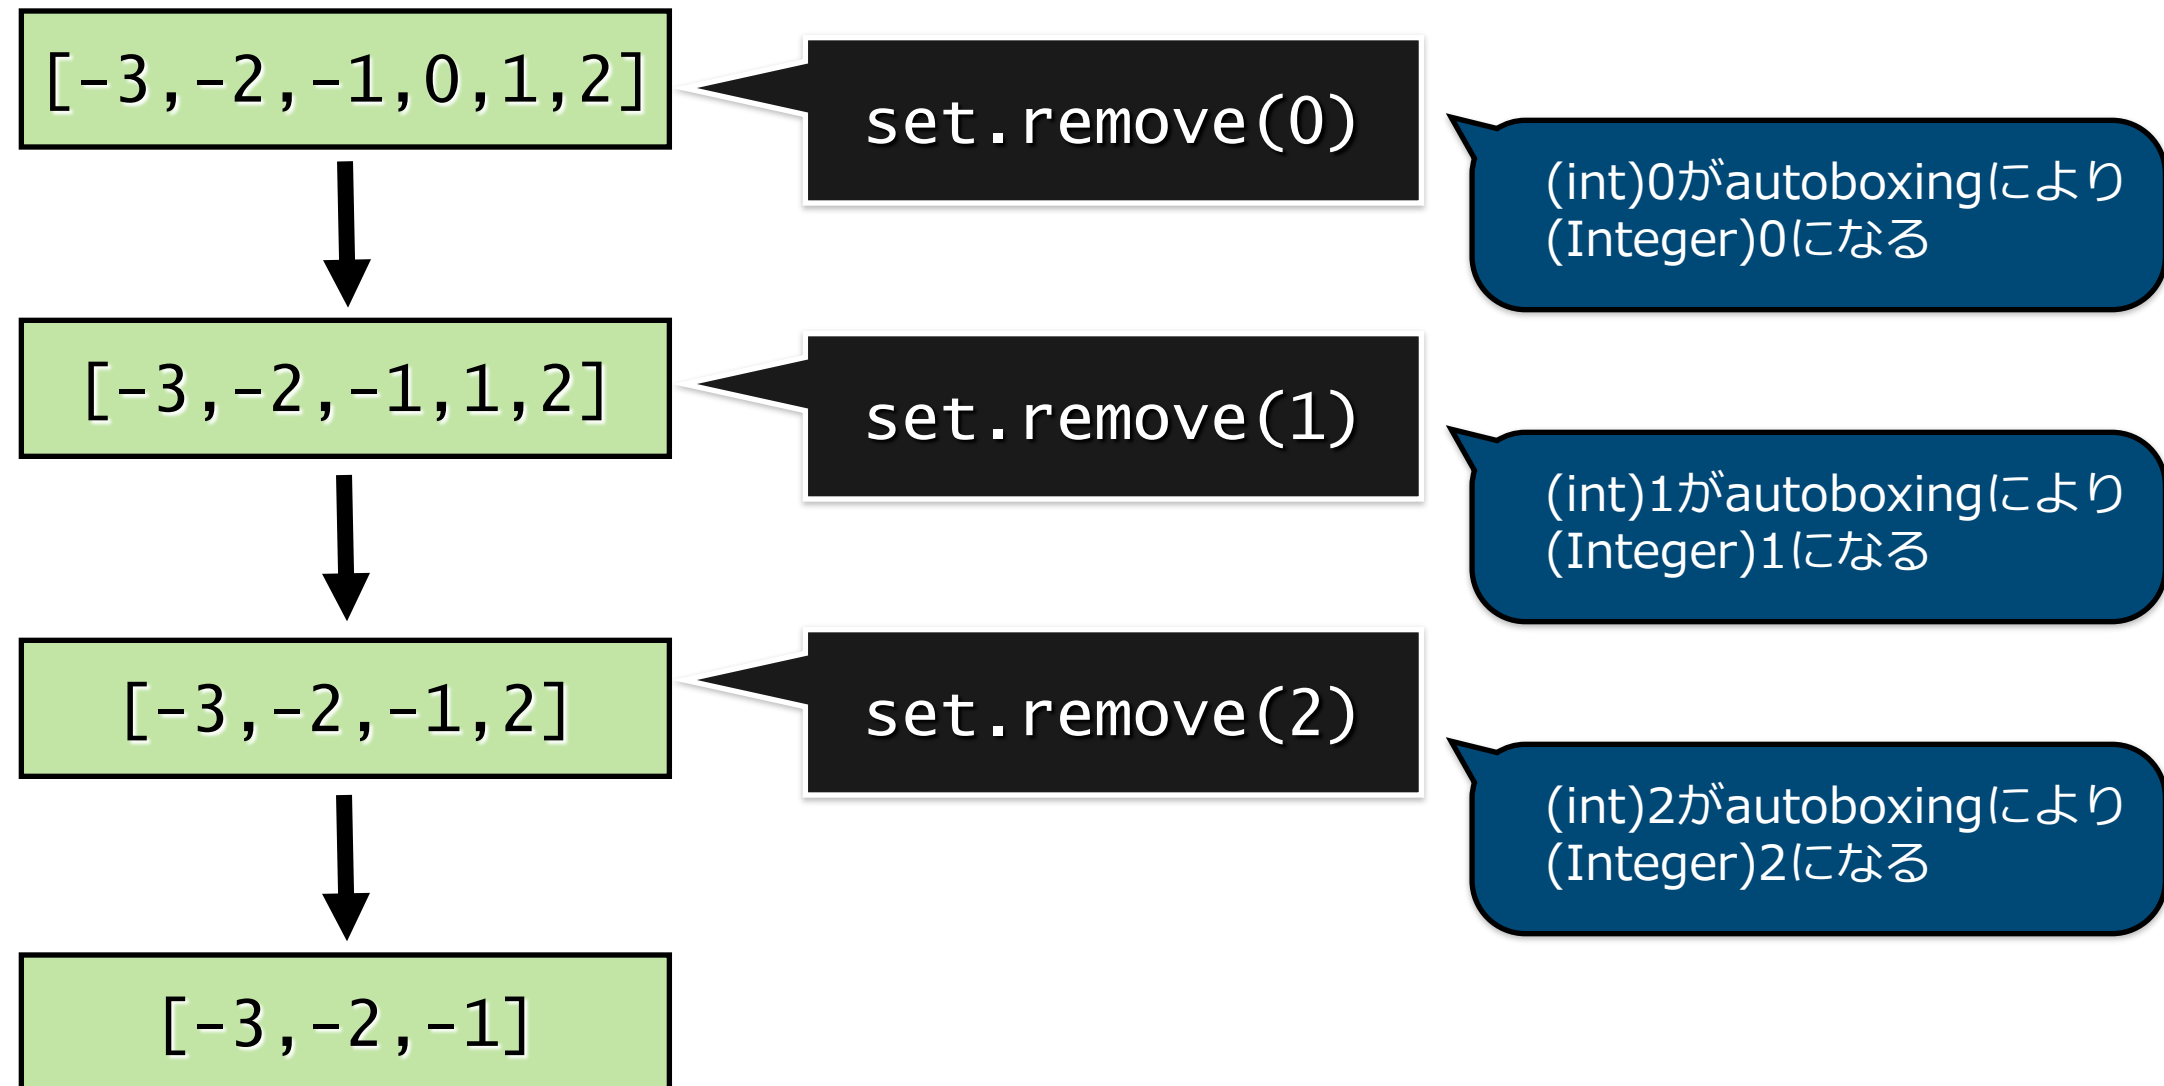 [-3,-2,-1,0,1,2]
set.remove(0)
(int)0がautoboxingにより
(Integer)0になる
[-3,-2,-1,1,2]
set.remove(1)
(int)1がautoboxingにより
(Integer)1になる
[-3,-2,-1,2]
set.remove(2)
(int)2がautoboxingにより
(Integer)2になる
[-3,-2,-1]